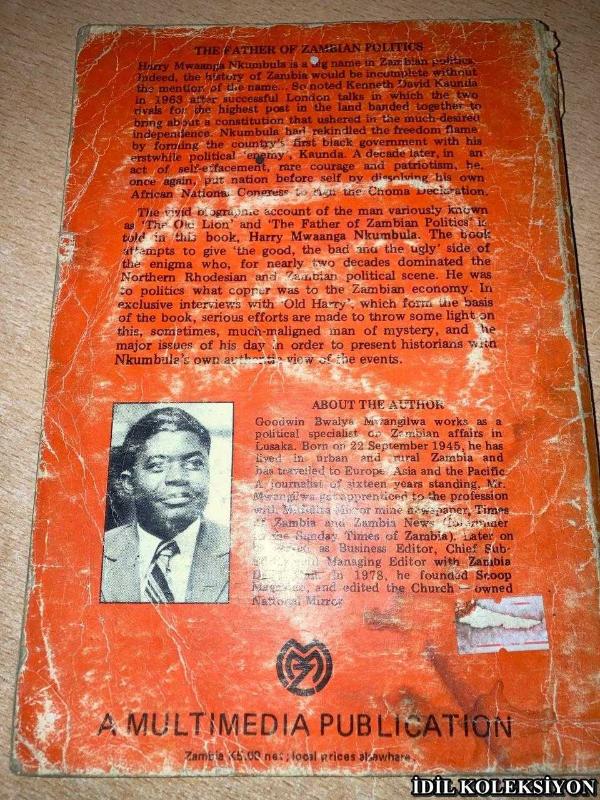 THE FATHER OF ZAMBIAN POLITICS
Harry Mwaanga Nkumbula is a big name in Zambian politics.
Indeed, the history of Zambia would be incomplete without
the mention of the name... So noted Kenneth David Kaunda
in 1963 after successful London talks in which the two
rivals for the highest post in the land banded together to
bring about a constitution that ushered in the much-desired
independence. Nkumbula had rekindled the freedom flame
by forming the country's first black government with his
erstwhile political 'enemy', Kaunda. A decade later, in an
act of self-effacement, rare courage and patriotism, he,
once again, put nation before self by dissolving his own
African National Congress to sign the Choma Declaration.
The vivid biographic account of the man variously known
as 'The Old Lion' and 'The Father of Zambian Politics' is
told in this book, Harry Mwaanga Nkumbula. The book
attempts to give 'the good, the bad and the ugly' side of
the enigma who, for nearly two decades dominated the
Northern Rhodesian and Zambian political scene. He was
to politics what copper was to the Zambian economy. In
exclusive interviews with 'Old Harry', which form the basis
of the book, serious efforts are made to throw some light on
this, sometimes, much-maligned man of mystery, and the
major issues of his day in order to present historians with
Nkumbula's own authentic view of the events.
ABOUT THE AUTHOR
Goodwin Bwalya Mwangilwa works as a
political specialist on Zambian affairs in
Lusaka. Born on 22 September 1945, he has
lived in urban and rural Zambia and
has travelled to Europe, Asia and the Pacific.
A journalist of sixteen years standing, Mr.
Mwangilwa got apprenticed to the profession
with Mufulira Mirror mine newspaper, Times
of Zambia and Zambia News (forerunner
to the Sunday Times of Zambia). Later on
as Business Editor, Chief Sub-
and Managing Editor with Zambia
Mail. In 1978, he founded Scoop
Magazine, and edited the Church — owned
National Mirror
A MULTIMEDIA PUBLICATION
Zambia K5.00 net; local prices elsewhere.
İDİL KOLEKSİYON